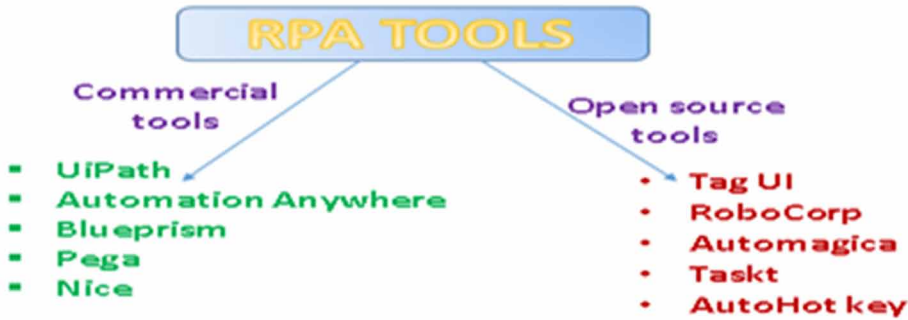 RPA TOOLS
Commercial
tools
Open source
tools
▪ UiPath
▪ Automation Anywhere
▪ Blueprism
▪ Pega
▪ Nice
• Tag UI
• RoboCorp
• Automagica
• Taskt
• AutoHot key